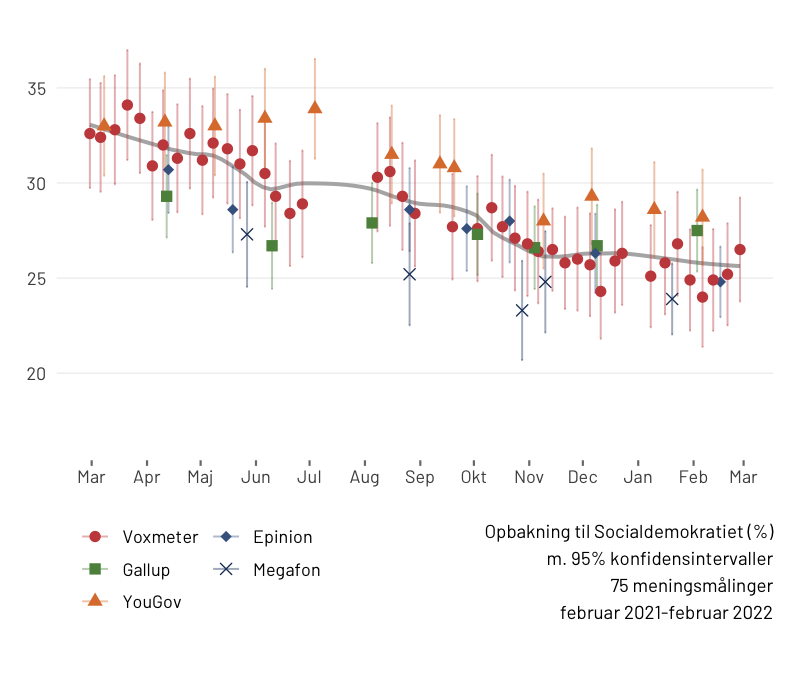 35
30
25
20
Mar Apr Maj Jun Jul Aug Sep Okt Nov Dec Jan Feb Mar
Voxmeter Epinion
Gallup Megafon
YouGov
Opbakning til Socialdemokratiet (%)
m. 95% konfidensintervaller
75 meningsmålinger
februar 2021-februar 2022